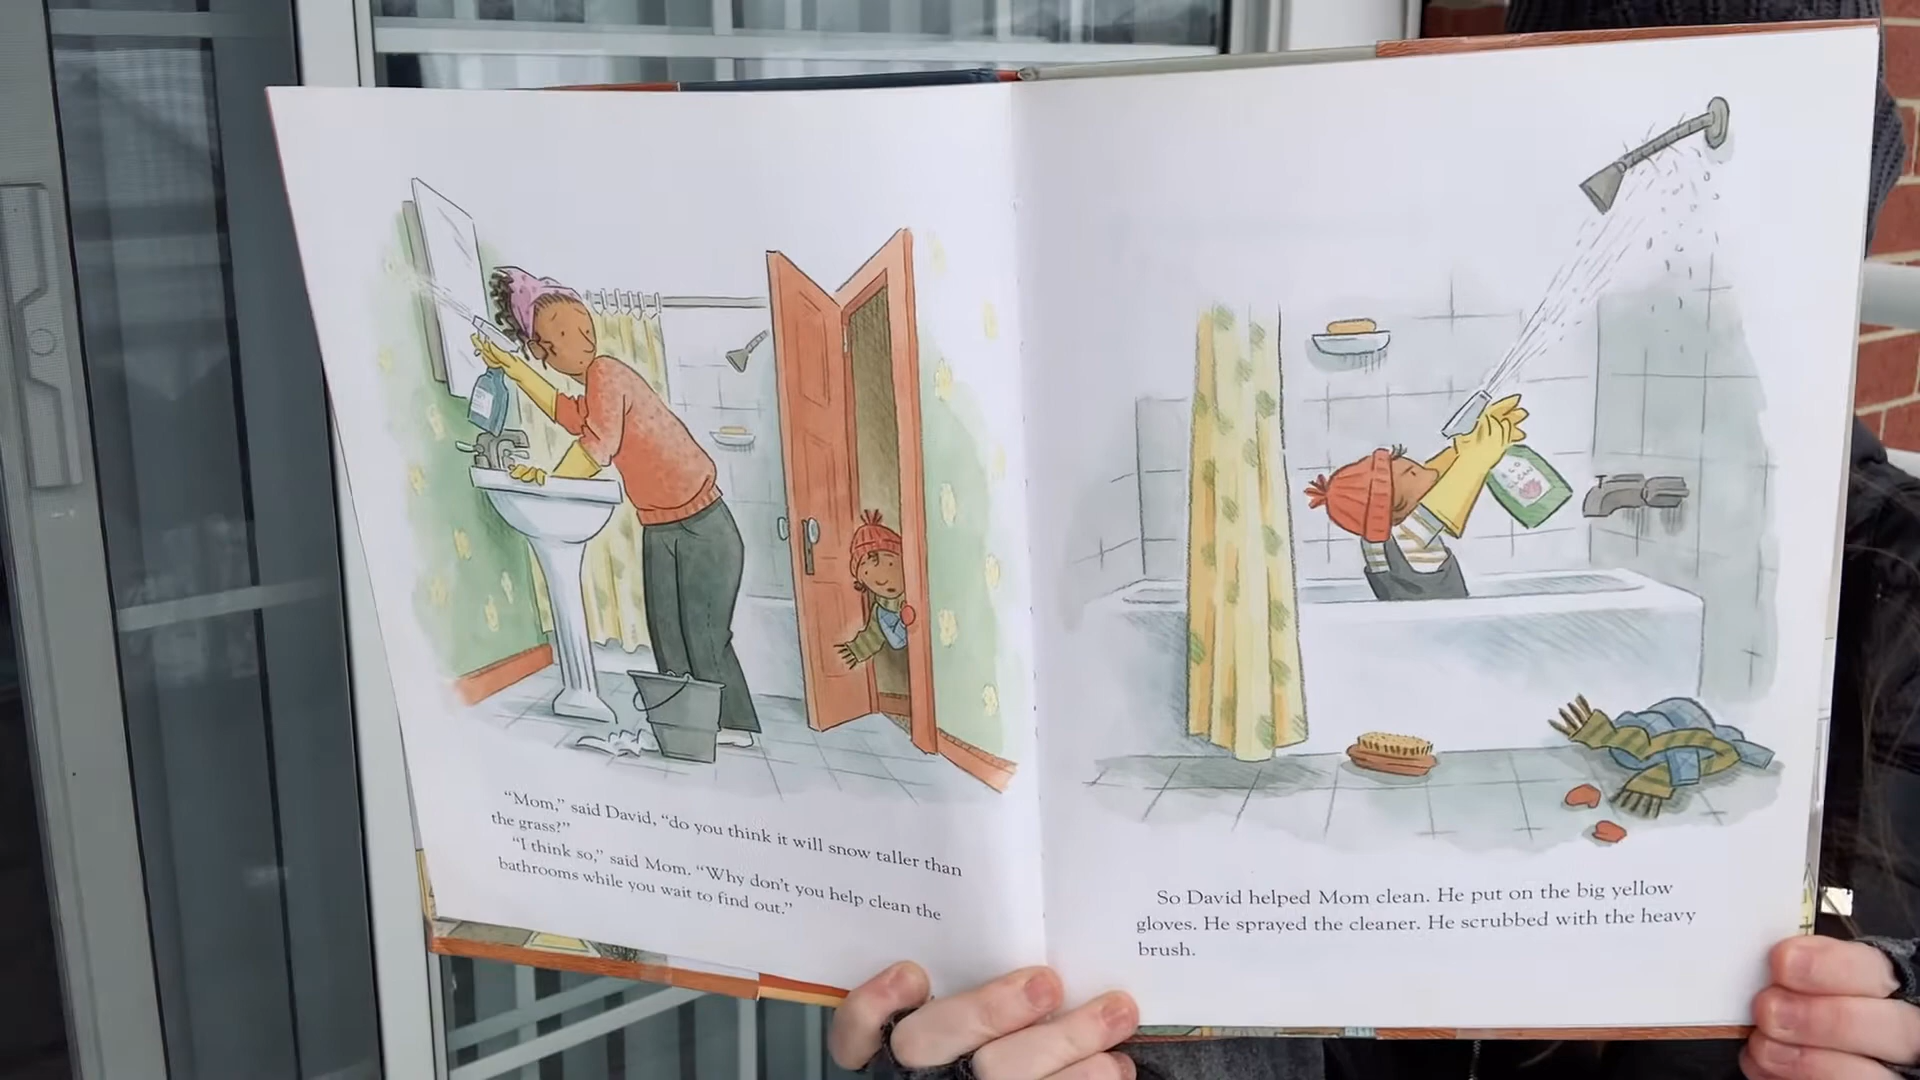 "Mom," said David, "do you think it will snow taller than
the grass?"
"I think so," said Mom. "Why don't you help clean the
bathrooms while you wait to find out."
ECO
CLEAN
So David helped Mom clean. He put on the big yellow
gloves. He sprayed the cleaner. He scrubbed with the heavy
brush.